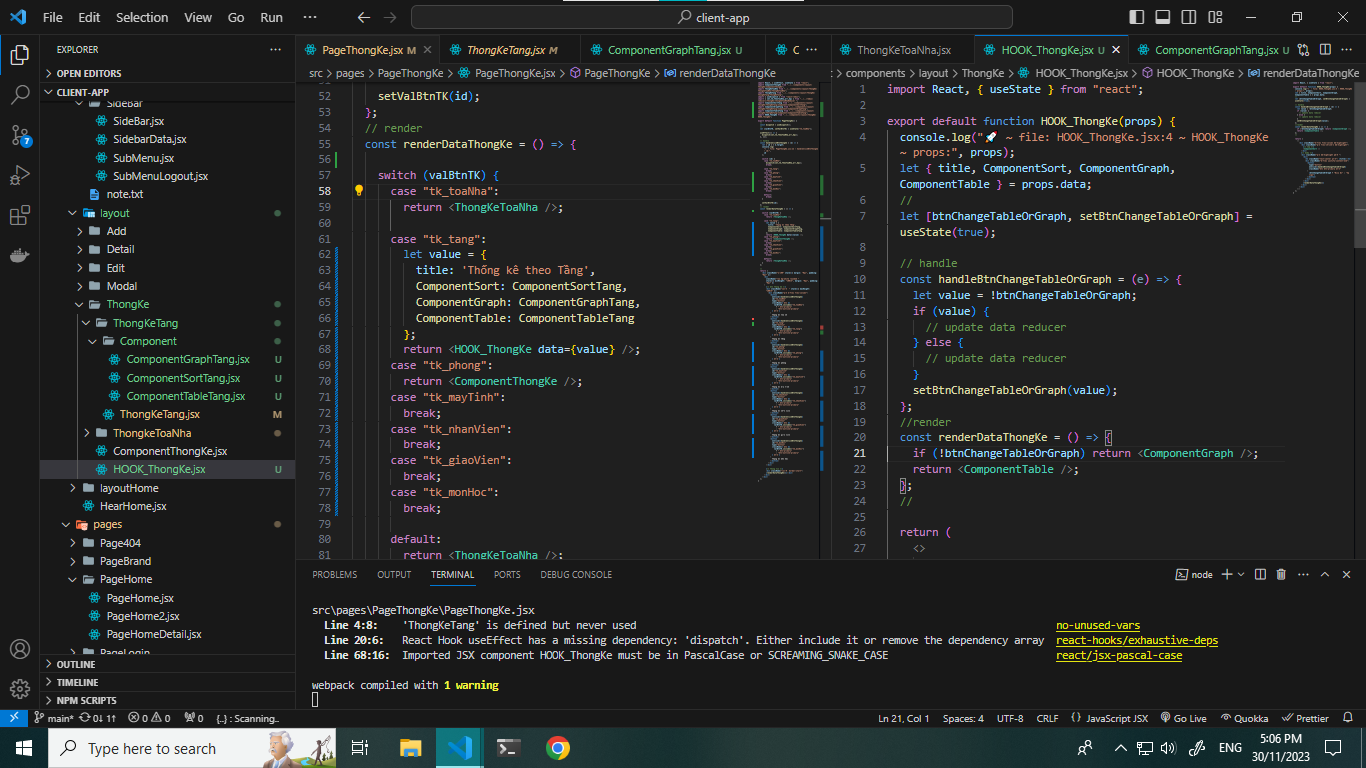 File Edit Selection View Go Run ··· client-app
EXPLORER ···
OPEN EDITORS
CLIENT-APP
SideBar
SideBar.jsx
SidebarData.jsx
SubMenu.jsx
SubMenuLogout.jsx
note.txt
layout
Add
Detail
Edit
Modal
ThongKe
ThongKeTang
Component
ComponentGraphTang.jsx U
ComponentSortTang.jsx U
ComponentTableTang.jsx U
ThongKeTang.jsx M
ThongkeToaNha
ComponentThongKe.jsx
HOOK_ThongKe.jsx U
layoutHome
HearHome.jsx
pages
Page404
PageBrand
PageHome
PageHome.jsx
PageHome2.jsx
PageHomeDetail.jsx
PageLogin
OUTLINE
TIMELINE
NPM SCRIPTS
PageThongKe.jsx M ThongKeTang.jsx M ComponentGraphTang.jsx U C ···
src > pages > PageThongKe > PageThongKe.jsx > PageThongKe > renderDataThongKe
52 setValBtnTK(id);
53 };
54 // render
55 const renderDataThongKe = () => {
56
57 switch (valBtnTK) {
58 case "tk_toaNha":
59 return <ThongKeToaNha />;
60
61 case "tk_tang":
62 let value = {
63 title: 'Thống kê theo Tầng',
64 ComponentSort: ComponentSortTang,
65 ComponentGraph: ComponentGraphTang,
66 ComponentTable: ComponentTableTang
67 };
68 return <HOOK_ThongKe data={value} />;
69 case "tk_phong":
70 return <ComponentThongKe />;
71 case "tk_mayTinh":
72 break;
73 case "tk_nhanVien":
74 break;
75 case "tk_giaoVien":
76 break;
77 case "tk_monHoc":
78 break;
79
80 default:
81 return <ThongKeToaNha />;
ThongKeToaNha.jsx HOOK_ThongKe.jsx U ComponentGraphTang.jsx U ···
> components > layout > ThongKe > HOOK_ThongKe.jsx > HOOK_ThongKe > renderDataThongKe
1 import React, { useState } from "react";
2
3 export default function HOOK_ThongKe(props) {
4 console.log("🚀 ~ file: HOOK_ThongKe.jsx:4 ~ HOOK_ThongKe
~ props:", props);
5 let { title, ComponentSort, ComponentGraph,
ComponentTable } = props.data;
6 //
7 let [btnChangeTableOrGraph, setBtnChangeTableOrGraph] =
useState(true);
8
9 // handle
10 const handleBtnChangeTableOrGraph = (e) => {
11 let value = !btnChangeTableOrGraph;
12 if (value) {
13 // update data reducer
14 } else {
15 // update data reducer
16 }
17 setBtnChangeTableOrGraph(value);
18 };
19 //render
20 const renderDataThongKe = () => {
21 if (!btnChangeTableOrGraph) return <ComponentGraph />;
22 return <ComponentTable />;
23 };
24 //
25
26 return (
27 <>
PROBLEMS OUTPUT TERMINAL PORTS DEBUG CONSOLE node
src\pages\PageThongKe\PageThongKe.jsx
Line 4:8: 'ThongKeTang' is defined but never used no-unused-vars
Line 20:6: React Hook useEffect has a missing dependency: 'dispatch'. Either include it or remove the dependency array react-hooks/exhaustive-deps
Line 68:16: Imported JSX component HOOK_ThongKe must be in PascalCase or SCREAMING_SNAKE_CASE react/jsx-pascal-case
webpack compiled with 1 warning
main* 0↓ 1↑ 0 0 0 {..} : Scanning.. Ln 21, Col 1 Spaces: 4 UTF-8 CRLF {} JavaScript JSX Go Live Quokka Prettier
Type here to search ENG 5:06 PM
30/11/2023